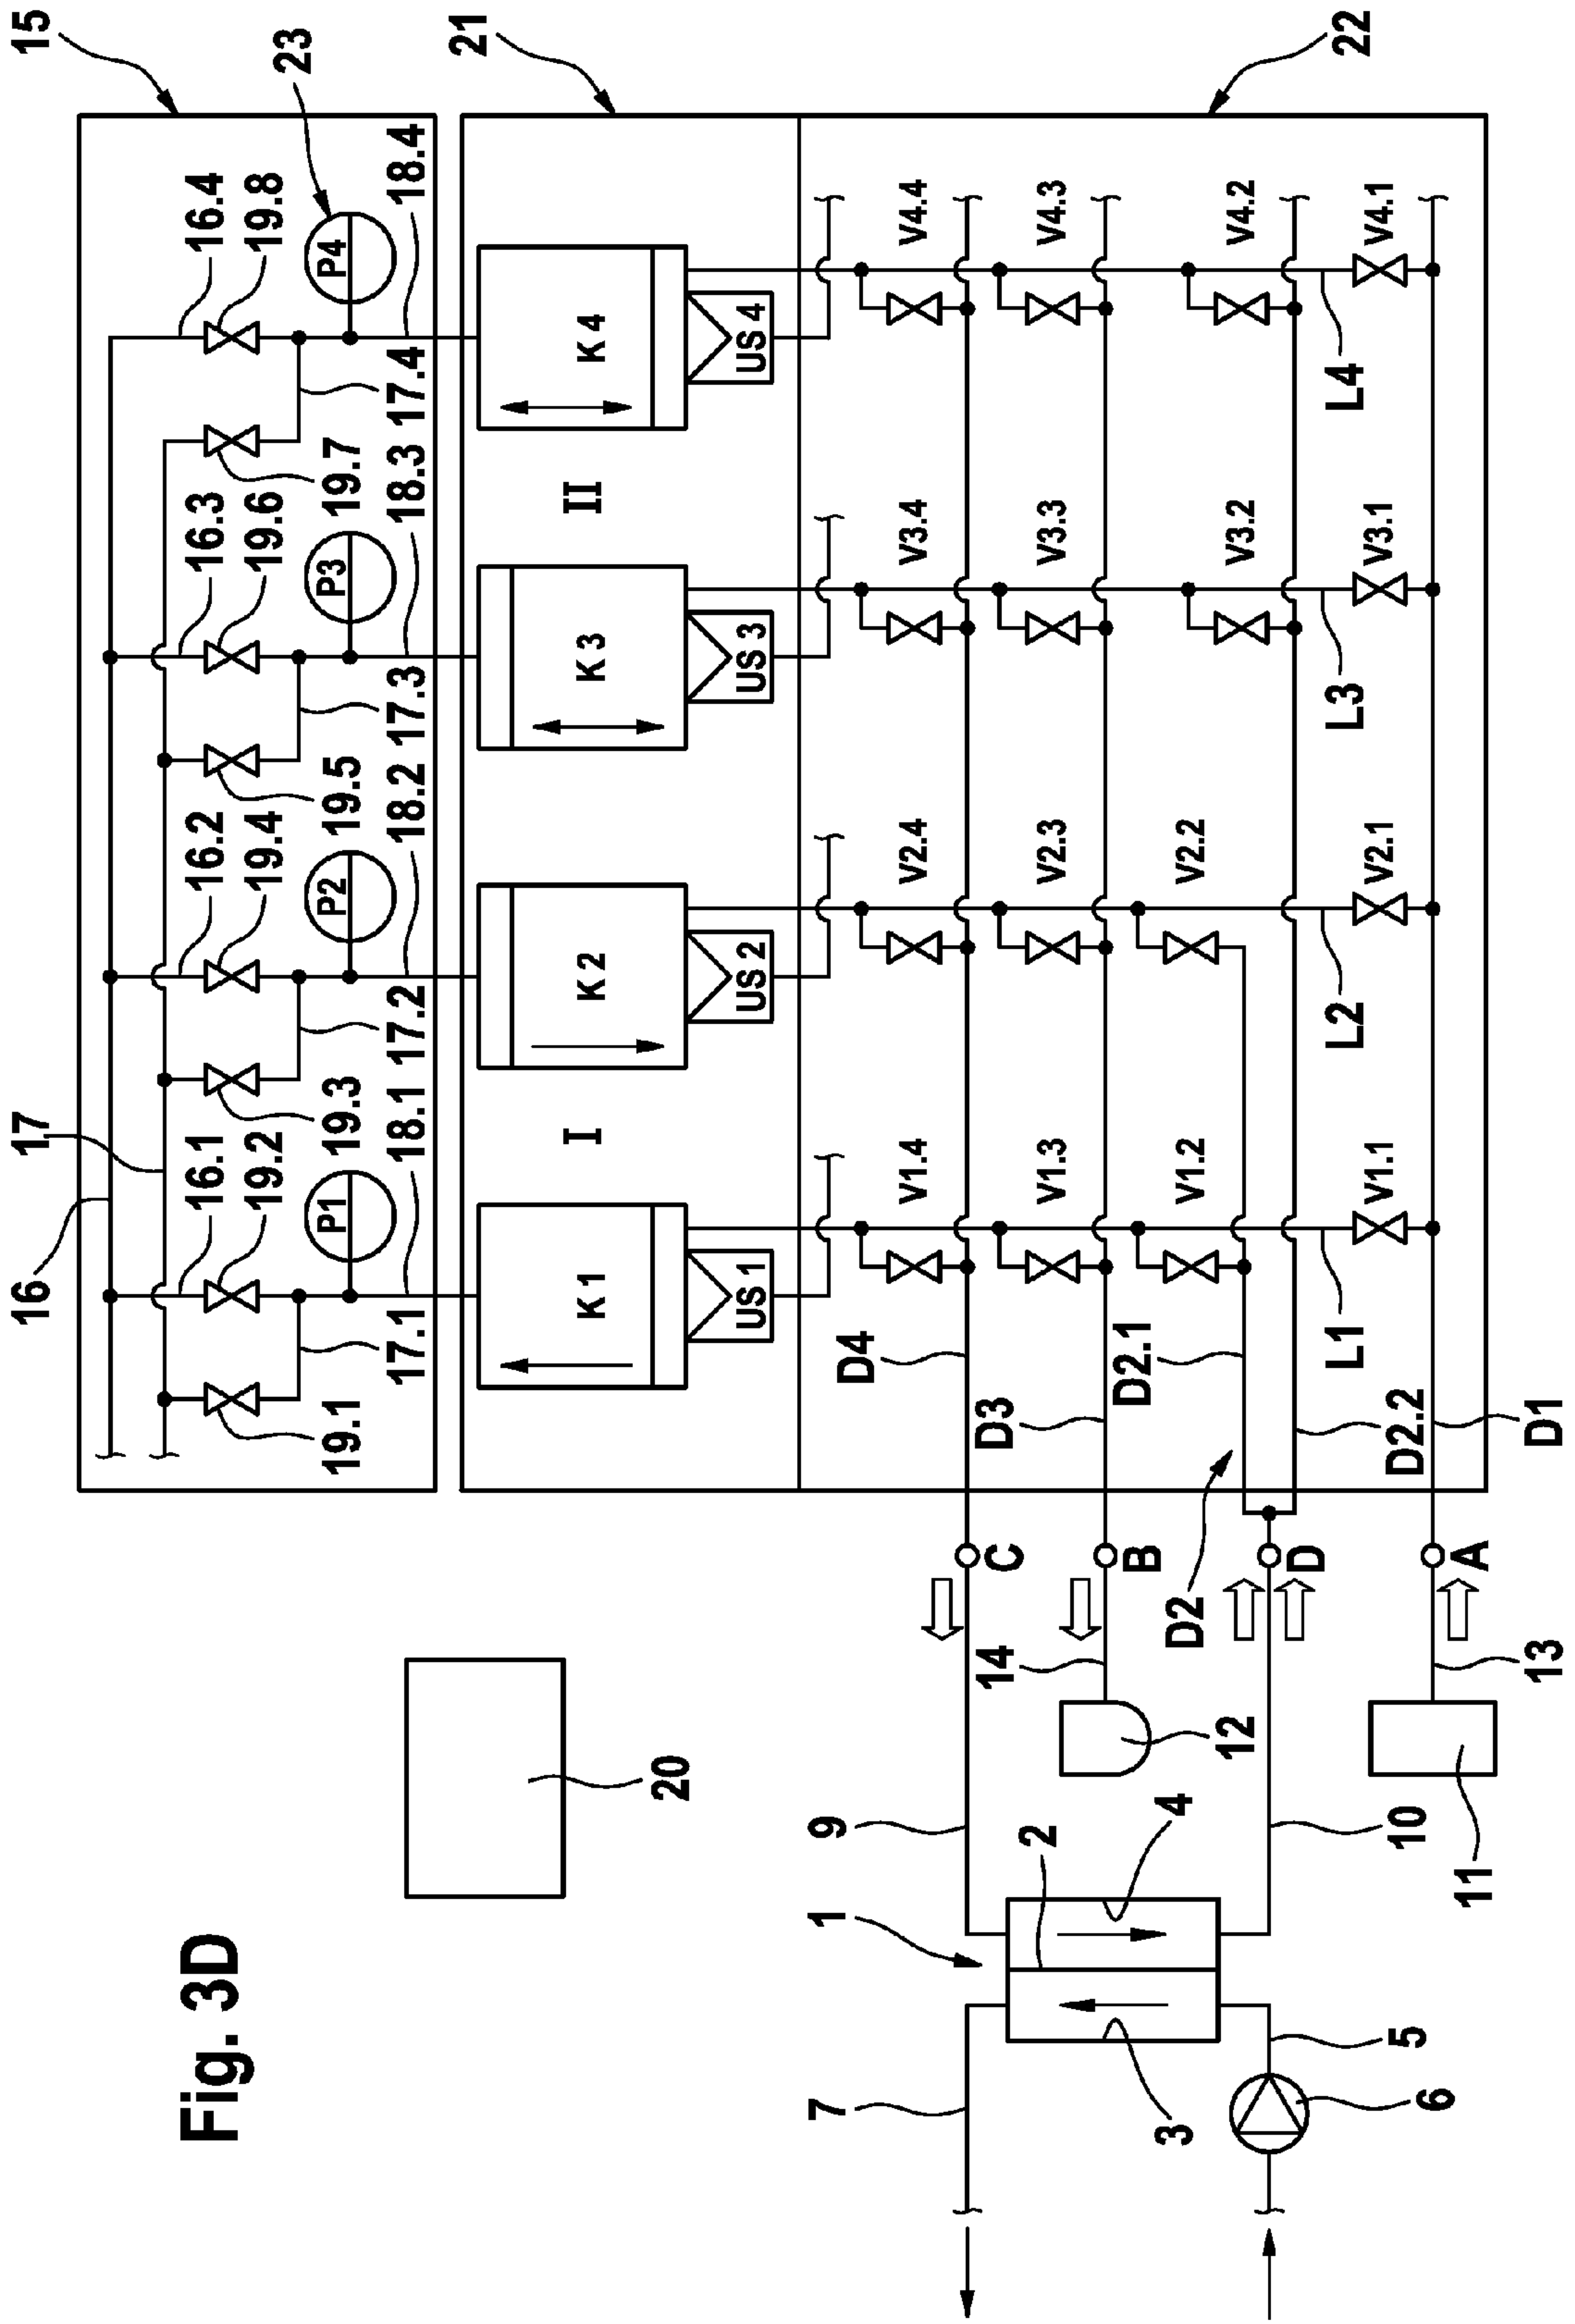 Fig. 3D
15
16
17
23
16.1
16.2
16.3
16.4
19.2
19.4
19.6
19.8
P1
P2
P3
P4
19.1
19.3
19.5
19.7
17.1
18.1
17.2
18.2
17.3
18.3
17.4
18.4
20
21
I
II
K 1
K 2
K 3
K 4
US 1
US 2
US 3
US 4
7
1
9
D4
V1.4
V2.4
V3.4
V4.4
C
D3
2
14
B
V1.3
V2.3
V3.3
V4.3
3
4
D2
D2.1
V1.2
V2.2
V3.2
V4.2
12
D
22
L1
L2
L3
L4
6
5
10
D2.2
V1.1
V2.1
V3.1
V4.1
11
A
13
D1